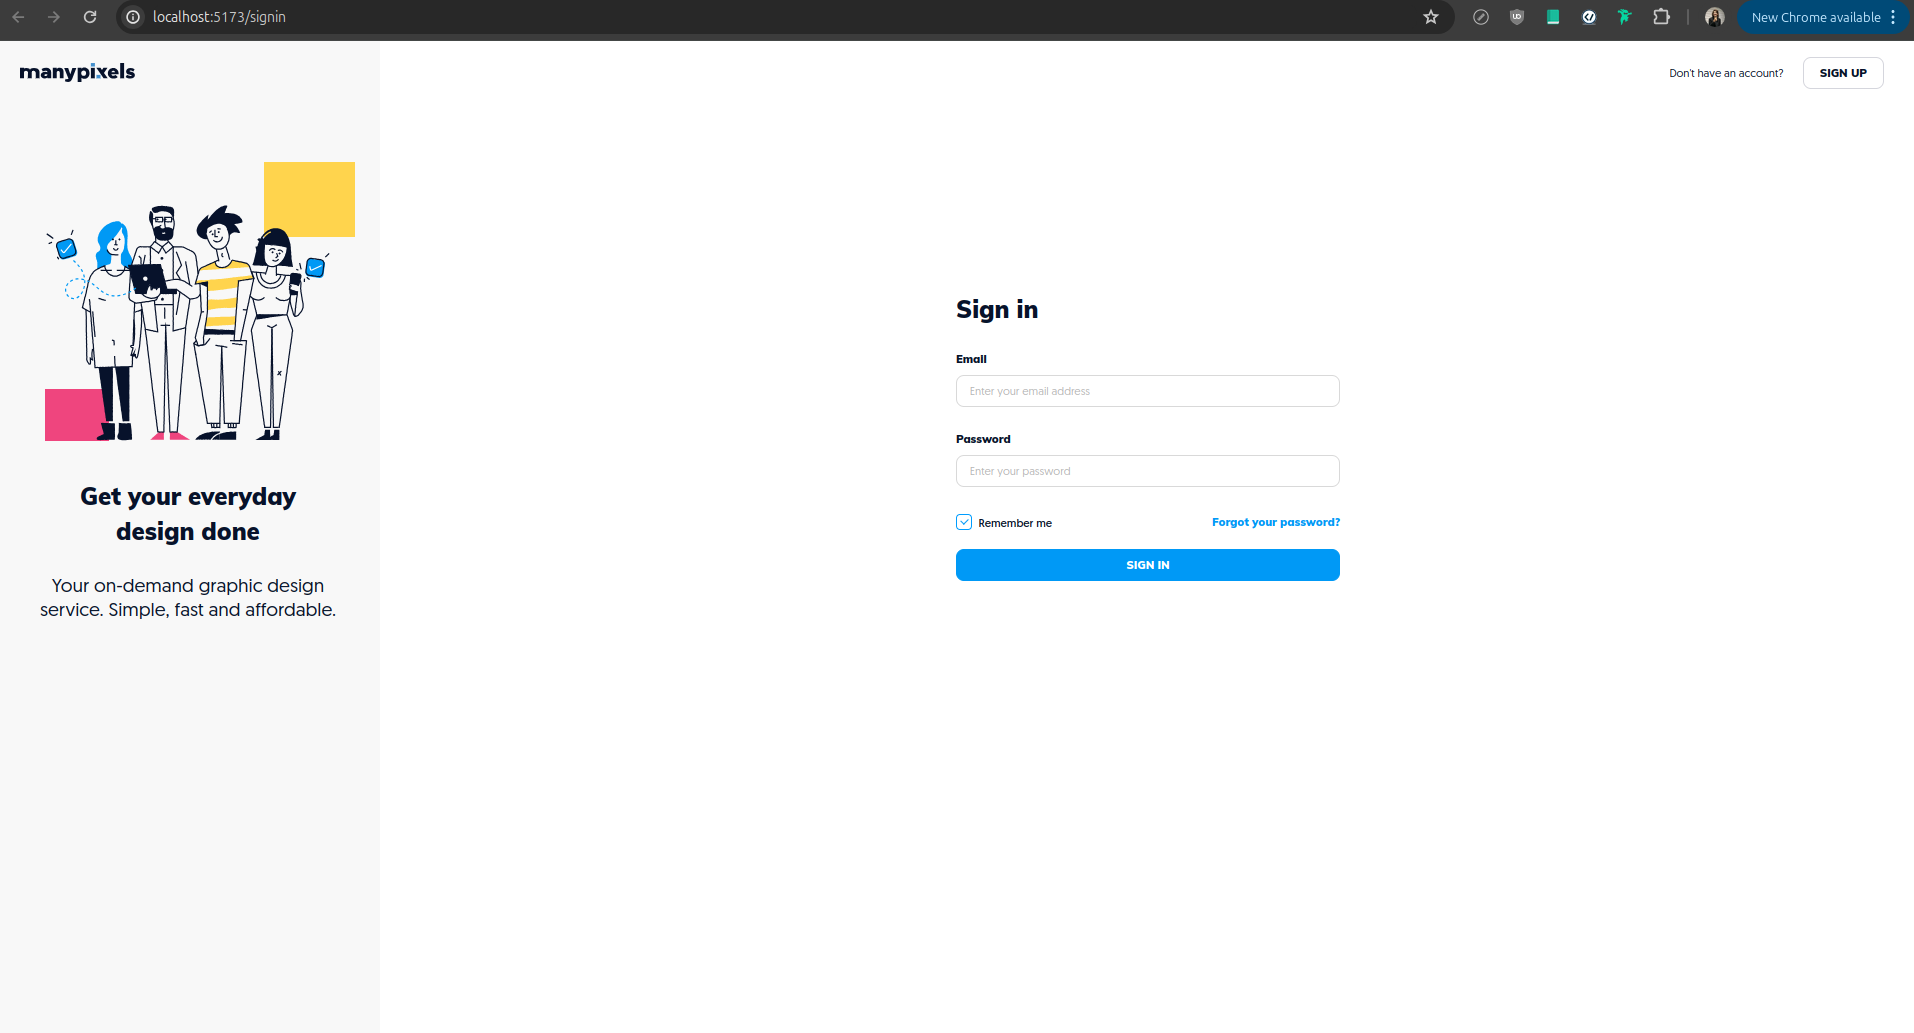 localhost:5173/signin
New Chrome available
manypixels
Don't have an account?
SIGN UP
Get your everyday
design done
Your on-demand graphic design
service. Simple, fast and affordable.
Sign in
Email
Enter your email address
Password
Enter your password
Remember me
Forgot your password?
SIGN IN